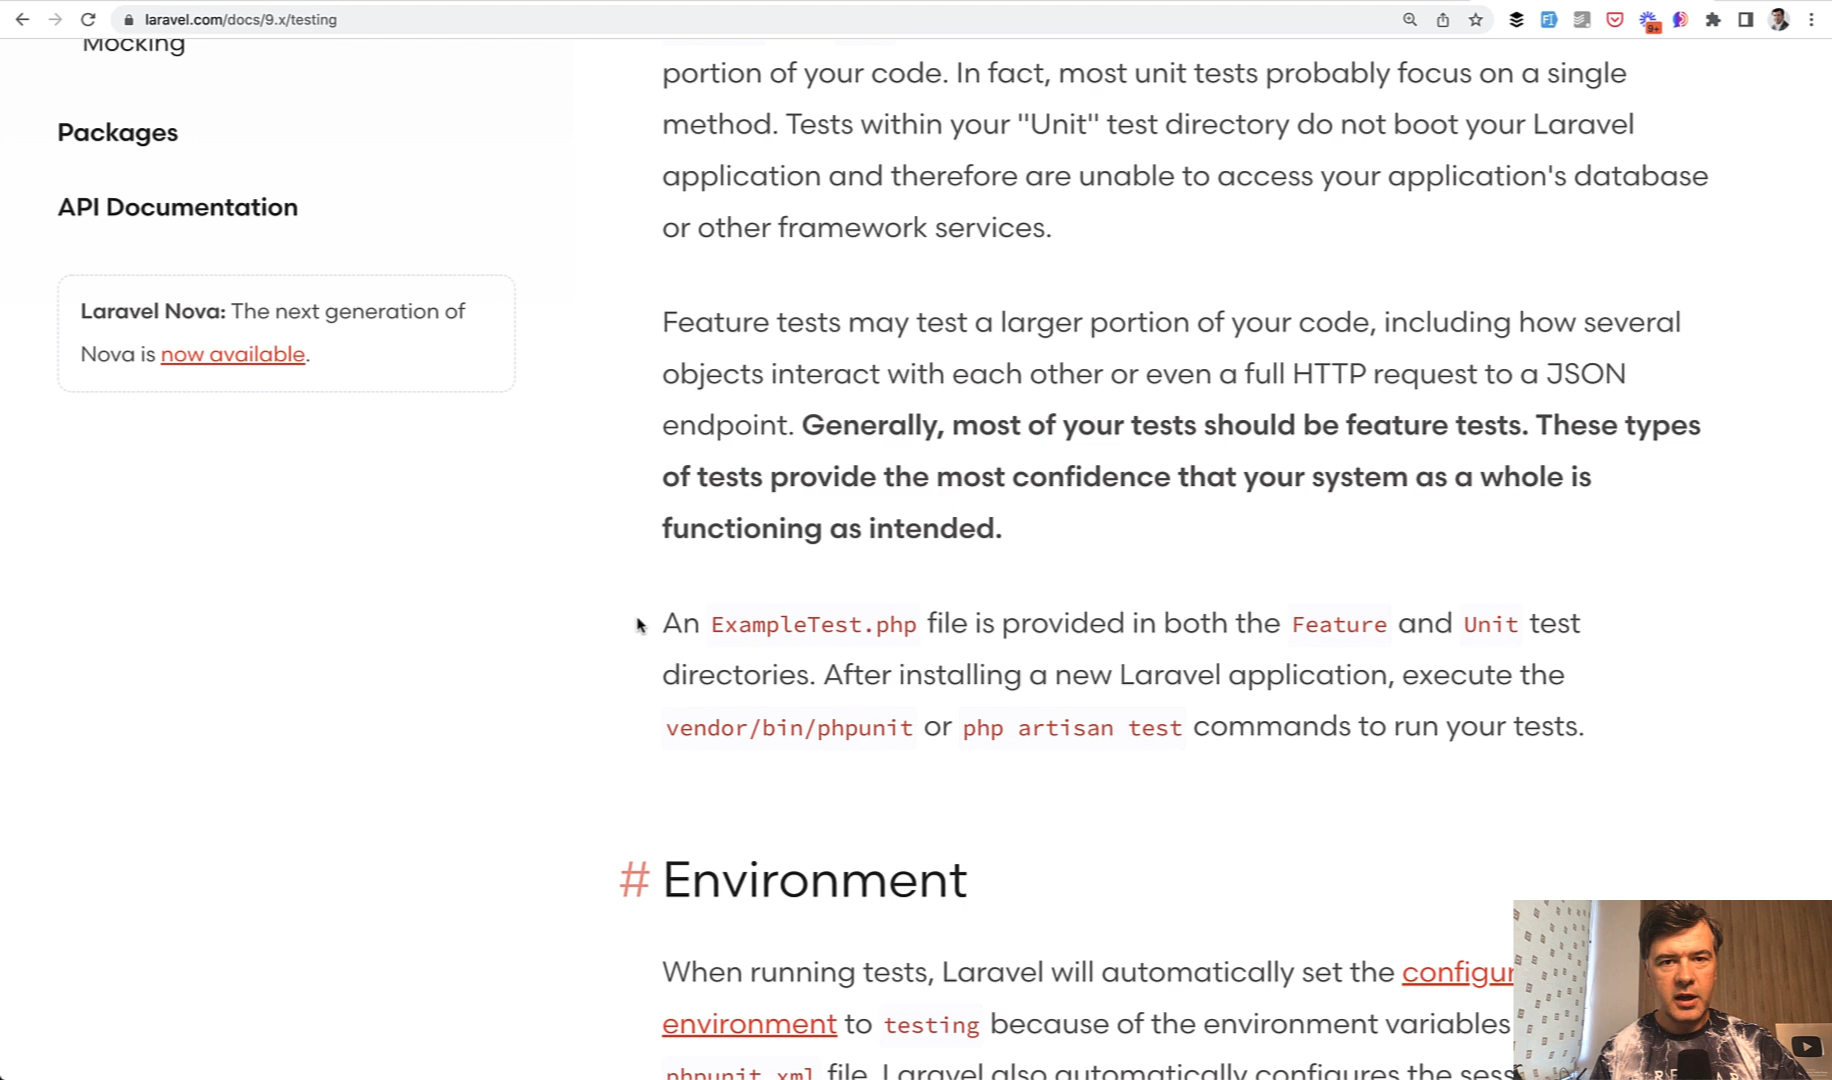 laravel.com/docs/9.x/testing
9+
Mocking
Packages
API Documentation
Laravel Nova: The next generation of
Nova is now available.
portion of your code. In fact, most unit tests probably focus on a single
method. Tests within your "Unit" test directory do not boot your Laravel
application and therefore are unable to access your application's database
or other framework services.
Feature tests may test a larger portion of your code, including how several
objects interact with each other or even a full HTTP request to a JSON
endpoint. Generally, most of your tests should be feature tests. These types
of tests provide the most confidence that your system as a whole is
functioning as intended.
An ExampleTest.php file is provided in both the Feature and Unit test
directories. After installing a new Laravel application, execute the
vendor/bin/phpunit or php artisan test commands to run your tests.
# Environment
When running tests, Laravel will automatically set the configur
environment to testing because of the environment variables
phpunit.xml file. Laravel also automatically configures the sess